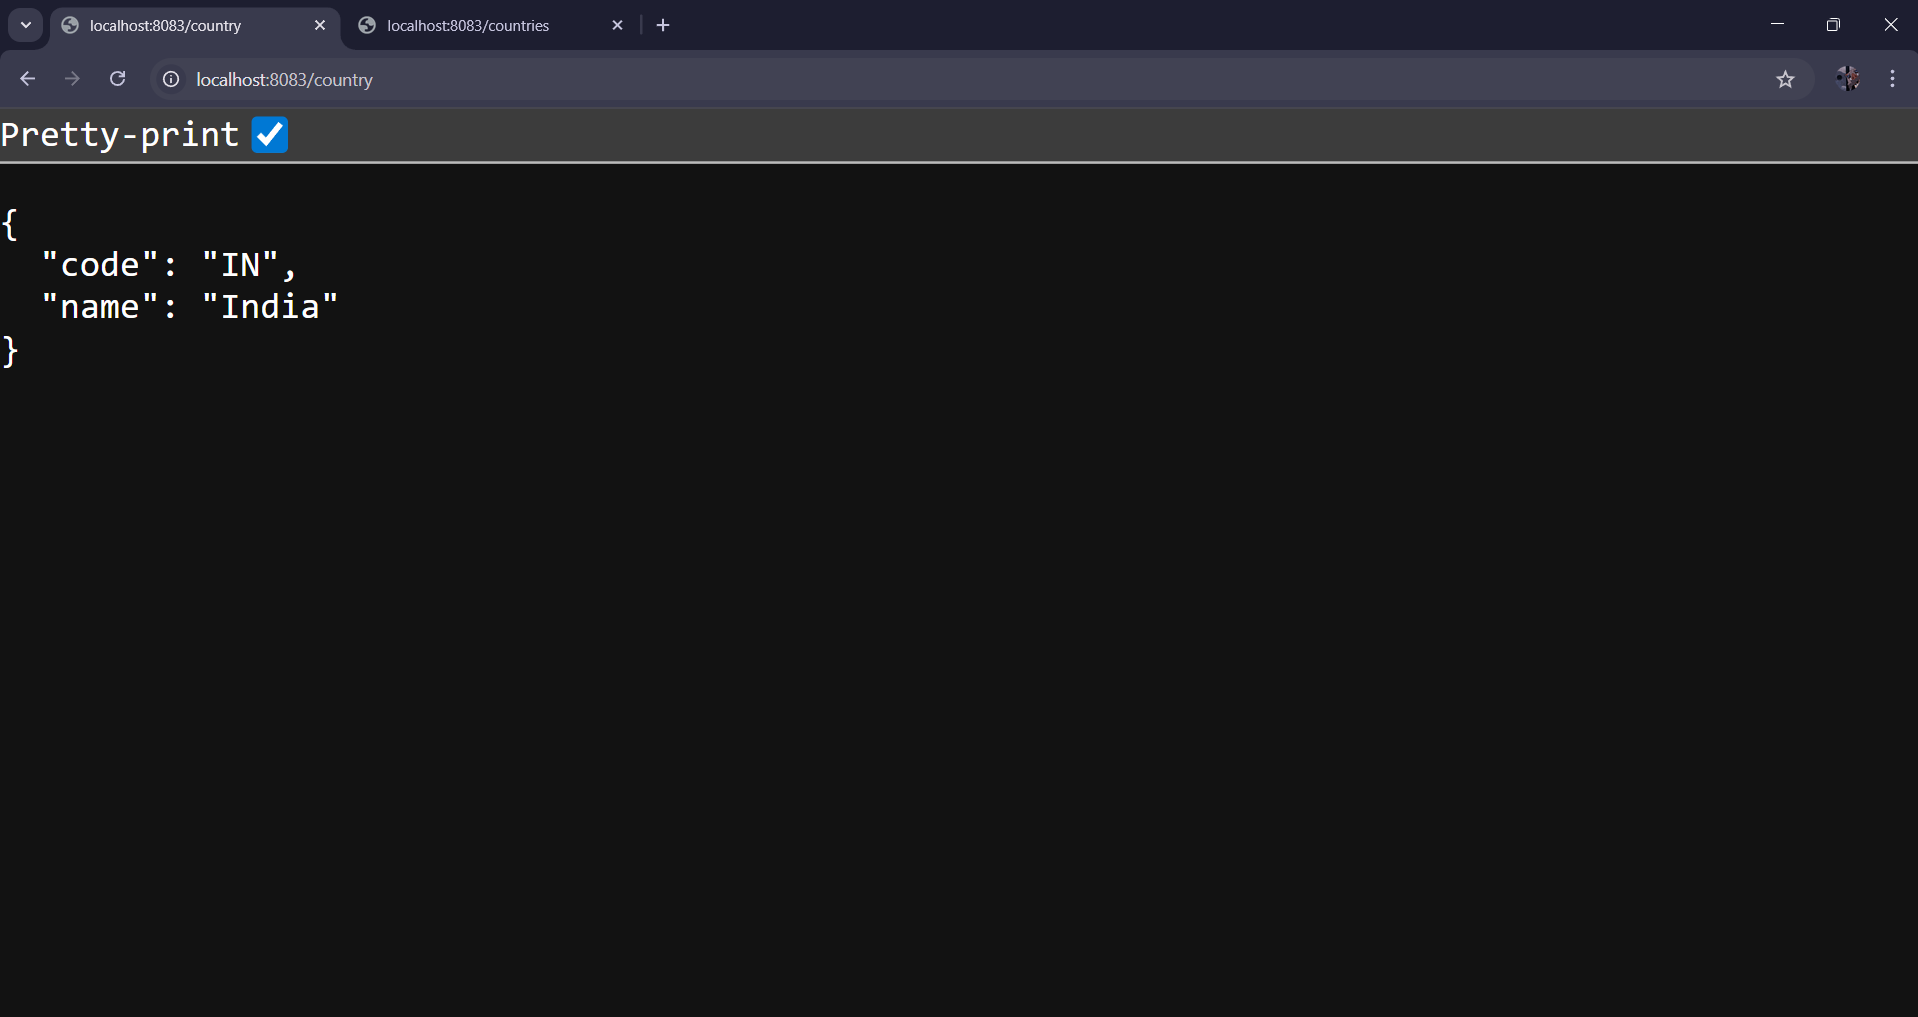 localhost:8083/country
localhost:8083/countries
localhost:8083/country
Pretty-print
{
  "code": "IN",
  "name": "India"
}